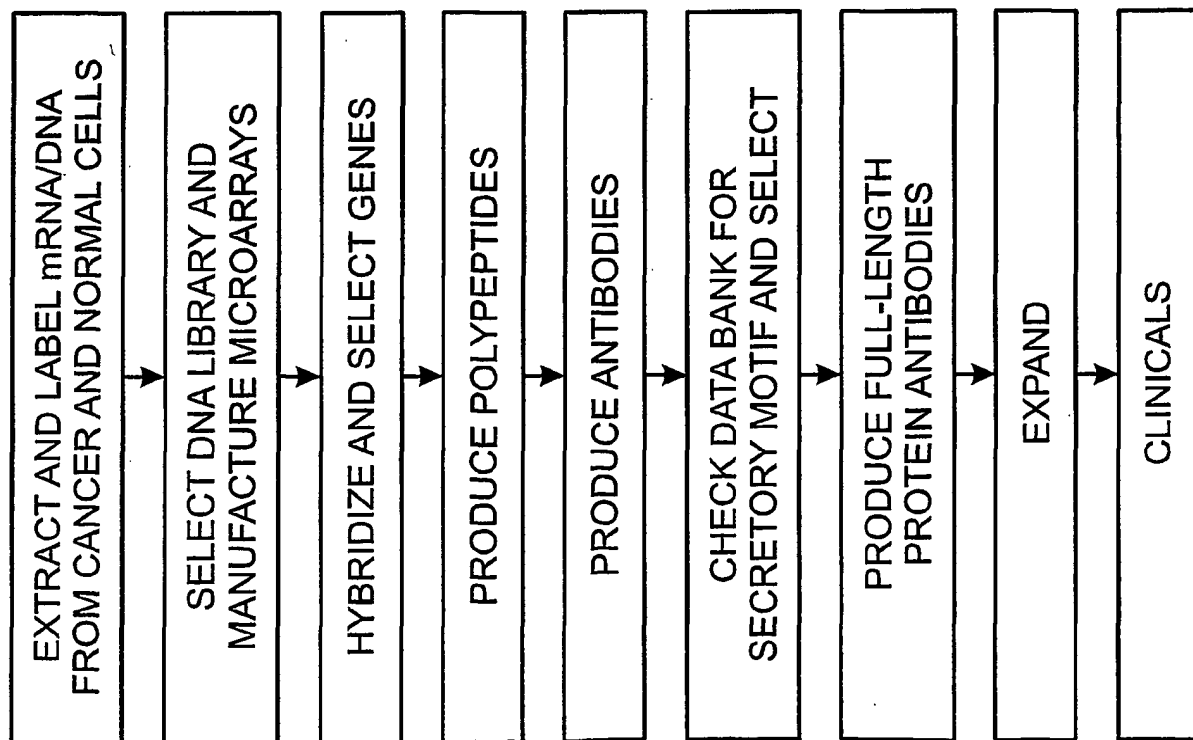 EXTRACT AND LABEL mRNA/DNA
FROM CANCER AND NORMAL CELLS
SELECT DNA LIBRARY AND
MANUFACTURE MICROARRAYS
HYBRIDIZE AND SELECT GENES
PRODUCE POLYPEPTIDES
PRODUCE ANTIBODIES
CHECK DATA BANK FOR
SECRETORY MOTIF AND SELECT
PRODUCE FULL-LENGTH
PROTEIN ANTIBODIES
EXPAND
CLINICALS